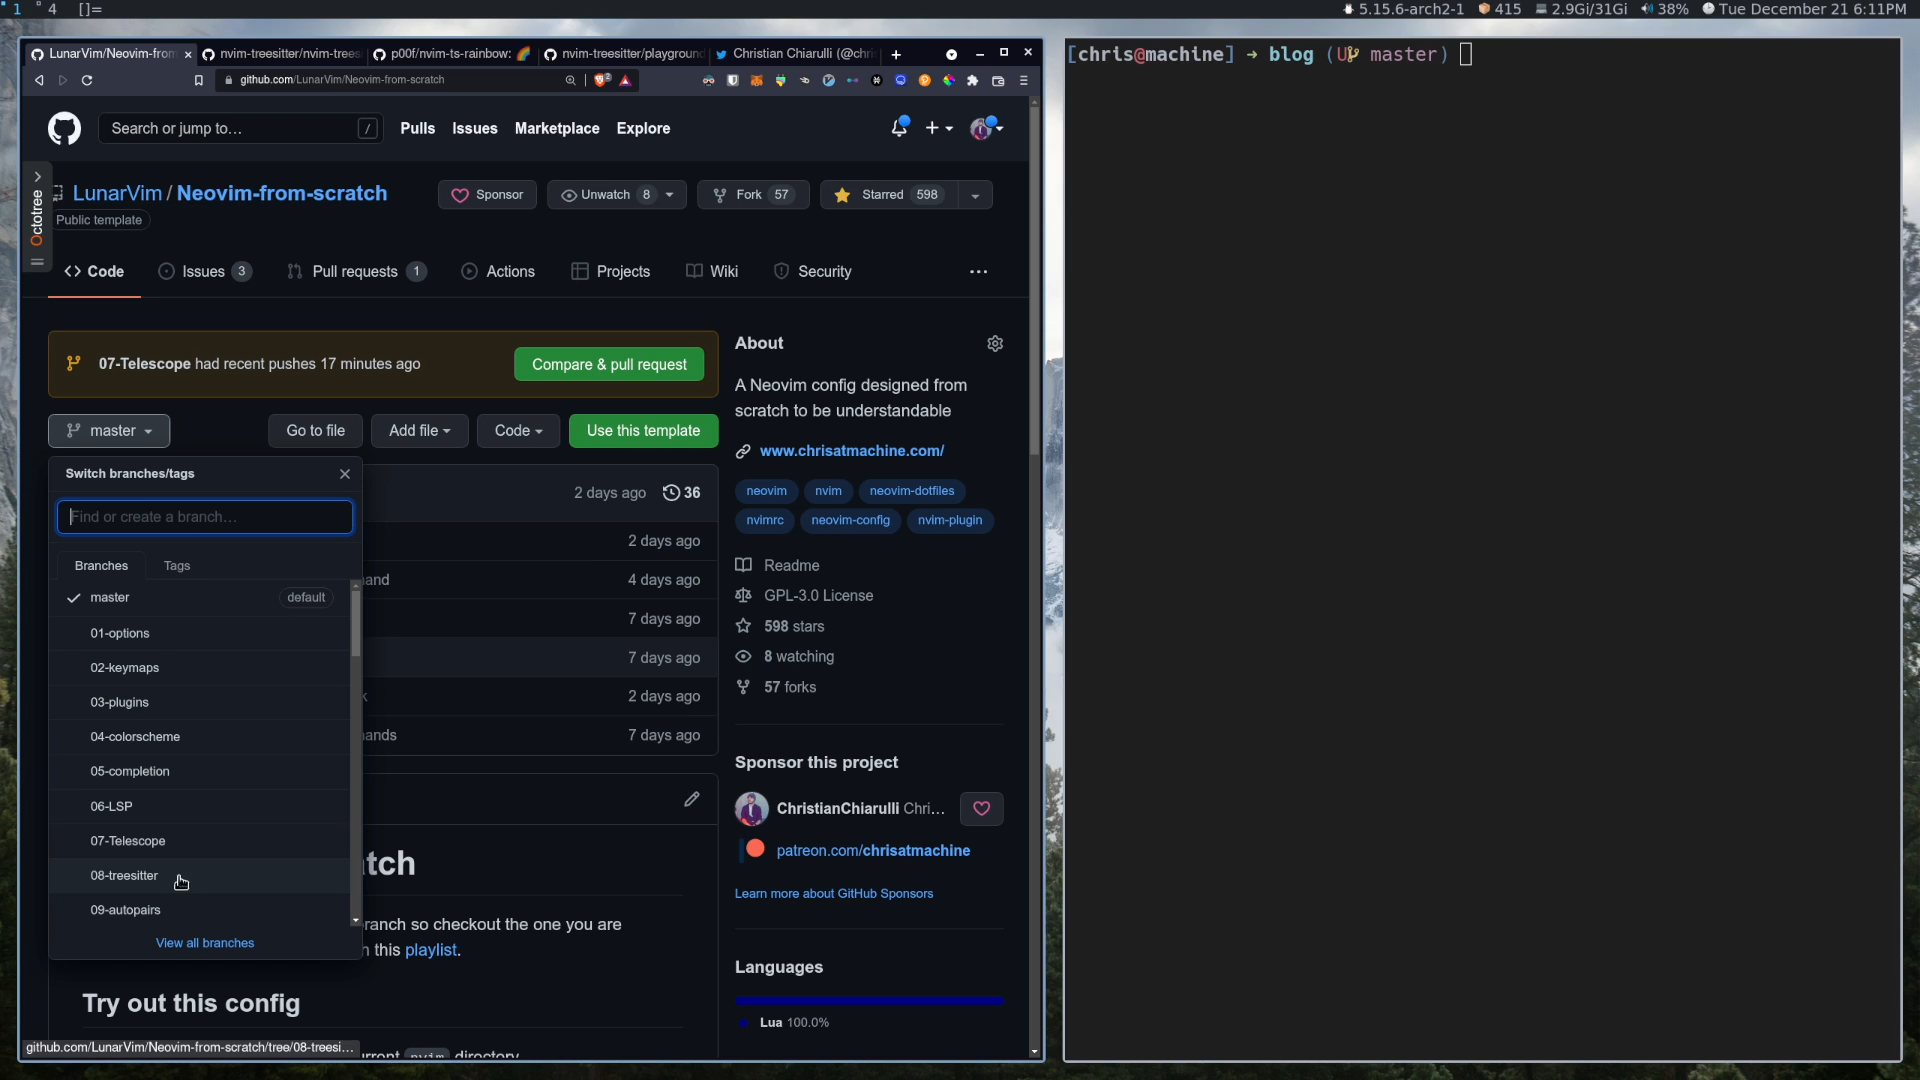 1 4 []=
5.15.6-arch2-1 415 2.9Gi/31Gi 38% Tue December 21 6:11PM
LunarVim/Neovim-from
nvim-treesitter/nvim-trees
p00f/nvim-ts-rainbow: 🌈
nvim-treesitter/playground
Christian Chiarulli (@chri
github.com/LunarVim/Neovim-from-scratch
[chris@machine] → blog (U master)
Search or jump to... /
Pulls Issues Marketplace Explore
Octotree
LunarVim / Neovim-from-scratch
Public template
Sponsor
Unwatch 8
Fork 57
Starred 598
Code
Issues 3
Pull requests 1
Actions
Projects
Wiki
Security
...
07-Telescope had recent pushes 17 minutes ago
Compare & pull request
master
Go to file
Add file
Code
Use this template
Switch branches/tags
Find or create a branch...
Branches Tags
master default
01-options
02-keymaps
03-plugins
04-colorscheme
05-completion
06-LSP
07-Telescope
08-treesitter
09-autopairs
View all branches
2 days ago 36
2 days ago
and 4 days ago
7 days ago
7 days ago
k 2 days ago
ands 7 days ago
tch
ranch so checkout the one you are
n this playlist.
Try out this config
urrent nvim directory
github.com/LunarVim/Neovim-from-scratch/tree/08-treesi...
About
A Neovim config designed from
scratch to be understandable
www.chrisatmachine.com/
neovim nvim neovim-dotfiles
nvimrc neovim-config nvim-plugin
Readme
GPL-3.0 License
598 stars
8 watching
57 forks
Sponsor this project
ChristianChiarulli Chri...
patreon.com/chrisatmachine
Learn more about GitHub Sponsors
Languages
Lua 100.0%